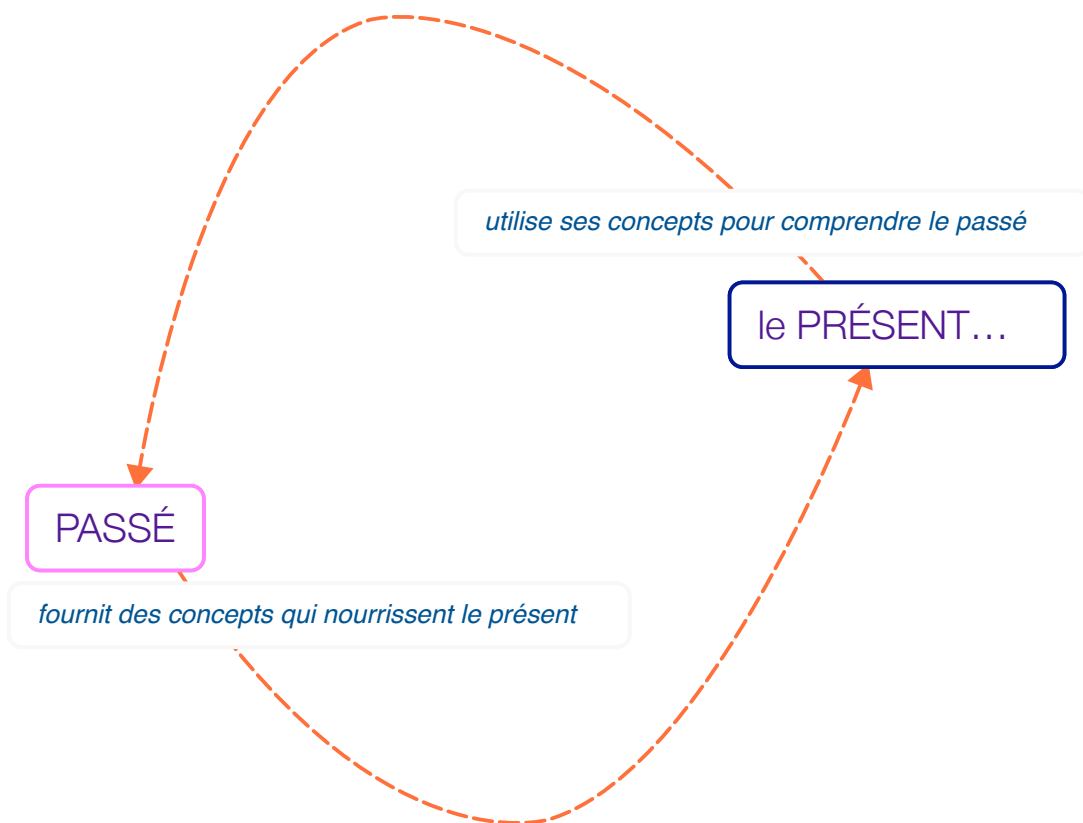 utilise ses concepts pour comprendre le passé
le PRÉSENT…
PASSÉ
fournit des concepts qui nourrissent le présent